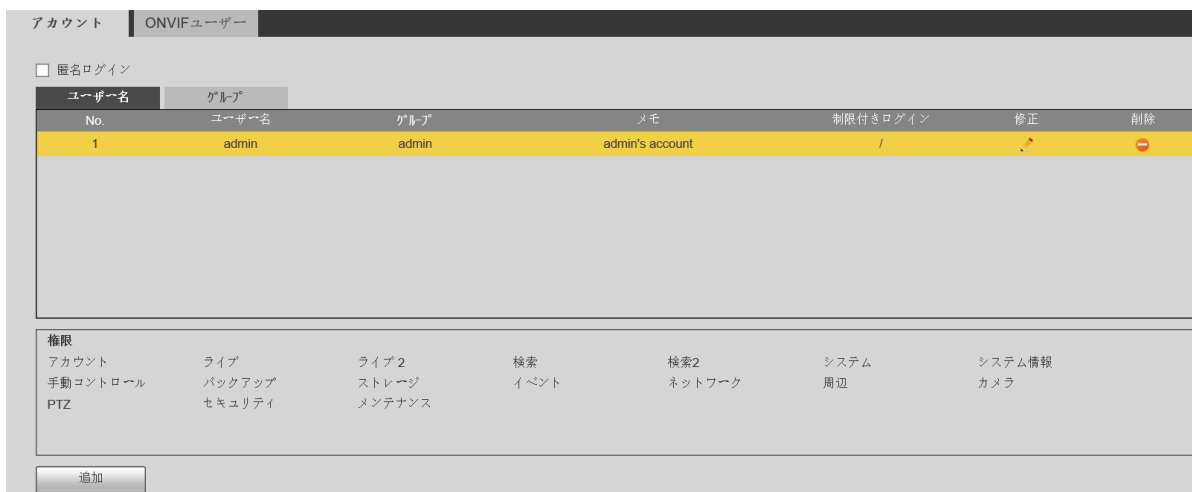 アカウント ONVIFユーザー
匿名ログイン
ユーザー名 グループ
No. ユーザー名 グループ メモ 制限付きログイン 修正 削除
1 admin admin admin's account /
権限
アカウント ライブ ライブ 2 検索 検索2 システム システム情報
手動コントロール バックアップ ストレージ イベント ネットワーク 周辺 カメラ
PTZ セキュリティ メンテナンス
追加